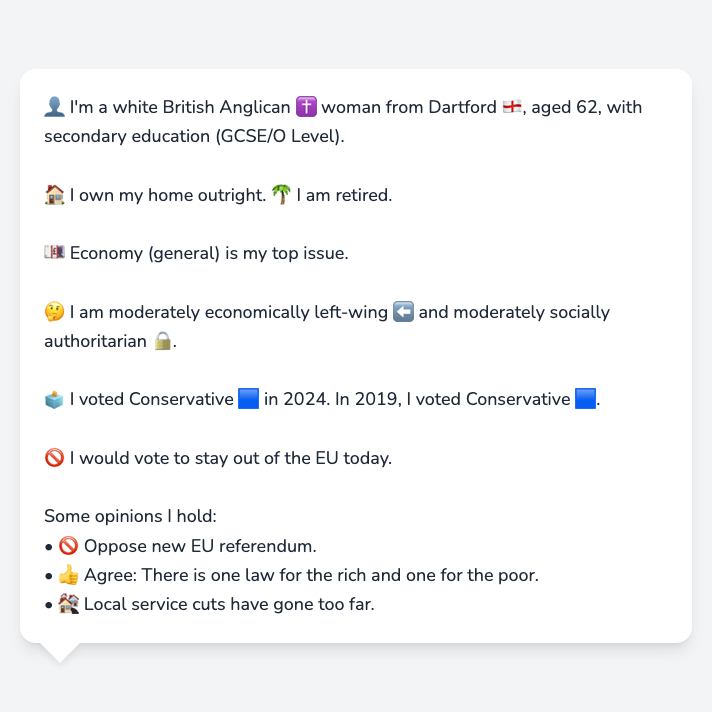 👤 I'm a white British Anglican ✝️ woman from Dartford 🏴󠁧󠁢󠁥󠁮󠁧󠁿, aged 62, with
secondary education (GCSE/O Level).
🏠 I own my home outright. 🌴 I am retired.
💷 Economy (general) is my top issue.
🤔 I am moderately economically left-wing ⬅️ and moderately socially
authoritarian 🔒.
🗳️ I voted Conservative 🟦 in 2024. In 2019, I voted Conservative 🟦.
🚫 I would vote to stay out of the EU today.
Some opinions I hold:
• 🚫 Oppose new EU referendum.
• 👍 Agree: There is one law for the rich and one for the poor.
• 🏚️ Local service cuts have gone too far.